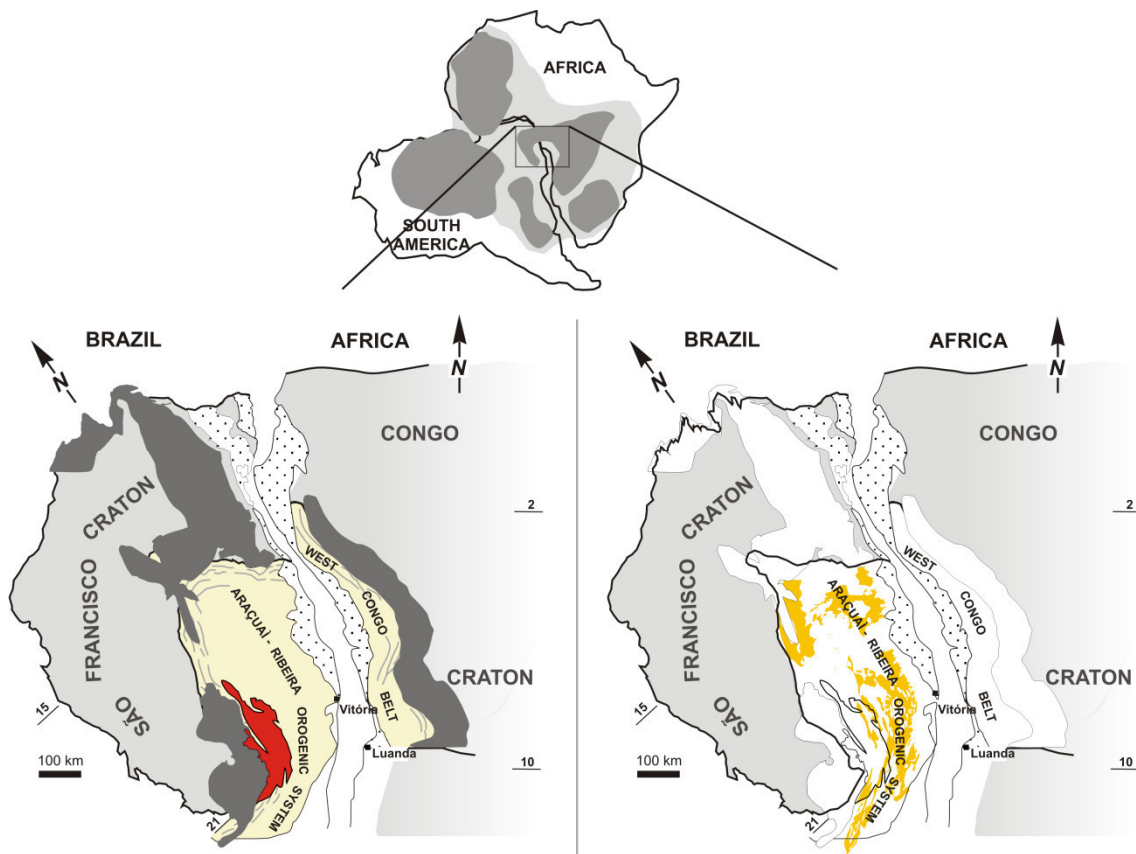 AFRICA
SOUTH
AMERICA
BRAZIL
AFRICA
N
N
CONGO
CRATON
FRANCISCO
SÃO
2
WEST
CONGO
BELT
ARAÇUAÍ - RIBEIRA
OROGENIC
SYSTEM
CRATON
15
Vitória
Luanda
100 km
10
21
BRAZIL
AFRICA
N
N
CONGO
CRATON
FRANCISCO
SÃO
2
WEST
CONGO
BELT
ARAÇUAÍ - RIBEIRA
OROGENIC
SYSTEM
CRATON
15
Vitória
Luanda
100 km
10
21